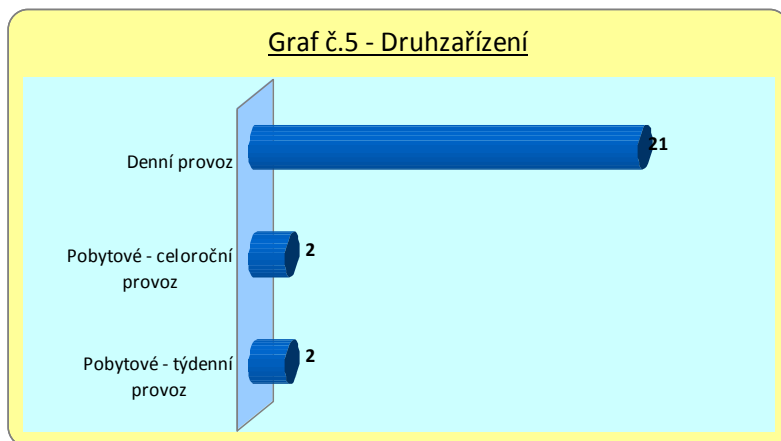 Graf č.5 - Druhzařízení
Denní provoz
21
Pobytové - celoroční
provoz
2
Pobytové - týdenní
provoz
2